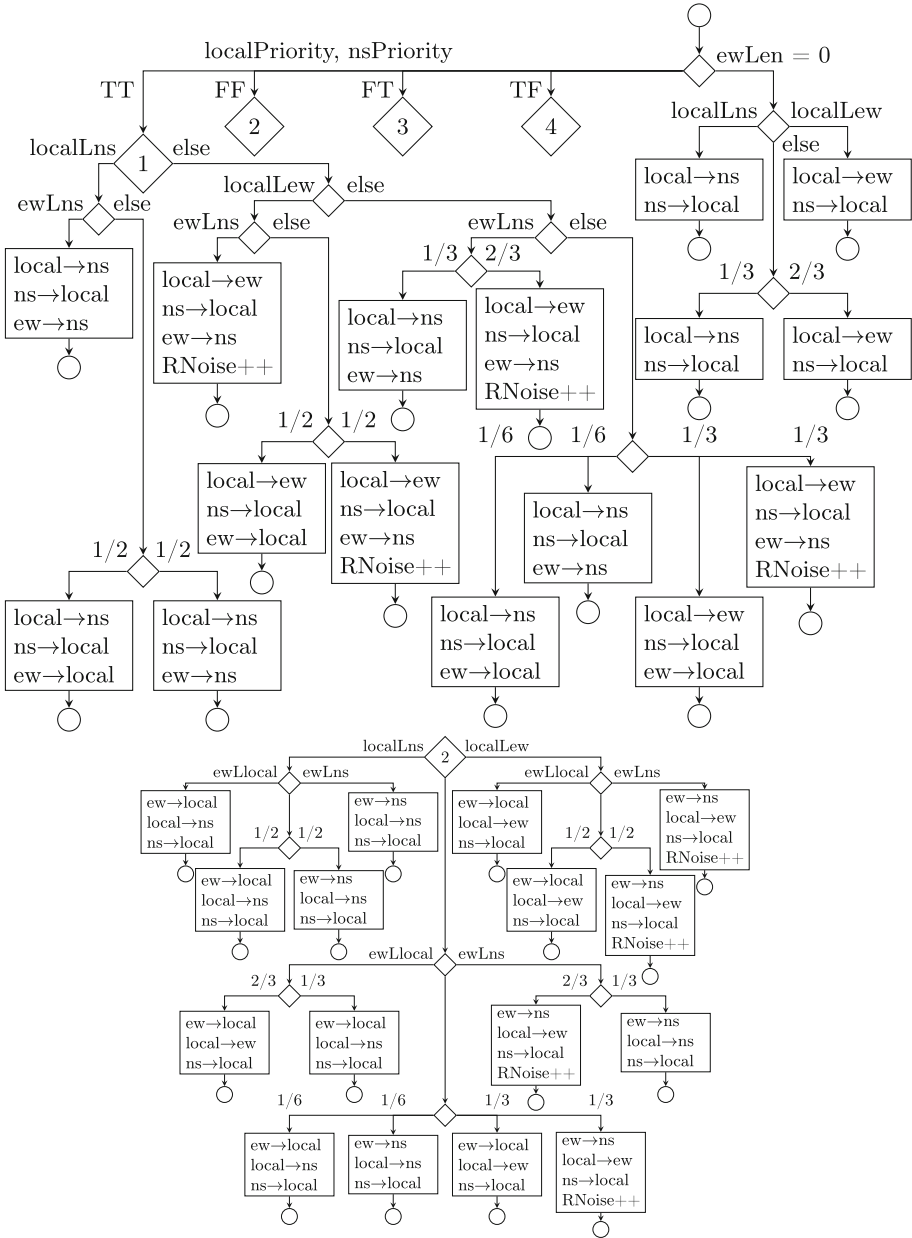 localPriority, nsPriority
ewLen = 0
TT
FF
FT
TF
2
3
4
localLns
localLew
else
localLns
1
else
local→ns
ns→local
local→ew
ns→local
localLew
else
ewLns
else
ewLns
else
ewLns
else
local→ns
ns→local
ew→ns
local→ew
ns→local
ew→ns
RNoise++
1/3
2/3
local→ns
ns→local
ew→ns
local→ew
ns→local
ew→ns
RNoise++
1/3
2/3
local→ns
ns→local
local→ew
ns→local
1/2
1/2
local→ew
ns→local
ew→local
local→ew
ns→local
ew→ns
RNoise++
1/6
1/6
1/3
1/3
local→ns
ns→local
ew→ns
local→ew
ns→local
ew→ns
RNoise++
local→ns
ns→local
ew→local
local→ew
ns→local
ew→local
1/2
1/2
local→ns
ns→local
ew→local
local→ns
ns→local
ew→ns
localLns
2
localLew
ewLlocal
ewLns
ewLlocal
ewLns
ew→local
local→ns
ns→local
ew→ns
local→ns
ns→local
ew→local
local→ew
ns→local
ew→ns
local→ew
ns→local
RNoise++
1/2
1/2
ew→local
local→ns
ns→local
ew→ns
local→ns
ns→local
1/2
1/2
ew→local
local→ew
ns→local
ew→ns
local→ew
ns→local
RNoise++
ewLlocal
ewLns
2/3
1/3
ew→local
local→ew
ns→local
ew→local
local→ns
ns→local
2/3
1/3
ew→ns
local→ew
ns→local
RNoise++
ew→ns
local→ns
ns→local
1/6
1/6
1/3
1/3
ew→local
local→ns
ns→local
ew→ns
local→ns
ns→local
ew→local
local→ew
ns→local
ew→ns
local→ew
ns→local
RNoise++